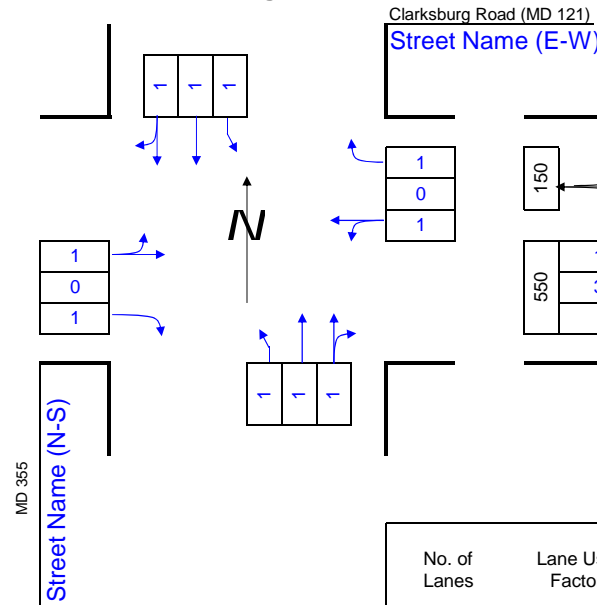 Clarksburg Road (MD 121)
Street Name (E-W)
1 1 1
1
0
1
150
1
0
1
N
550
1 1 1
MD 355
Street Name (N-S)
No. of
Lanes
Lane